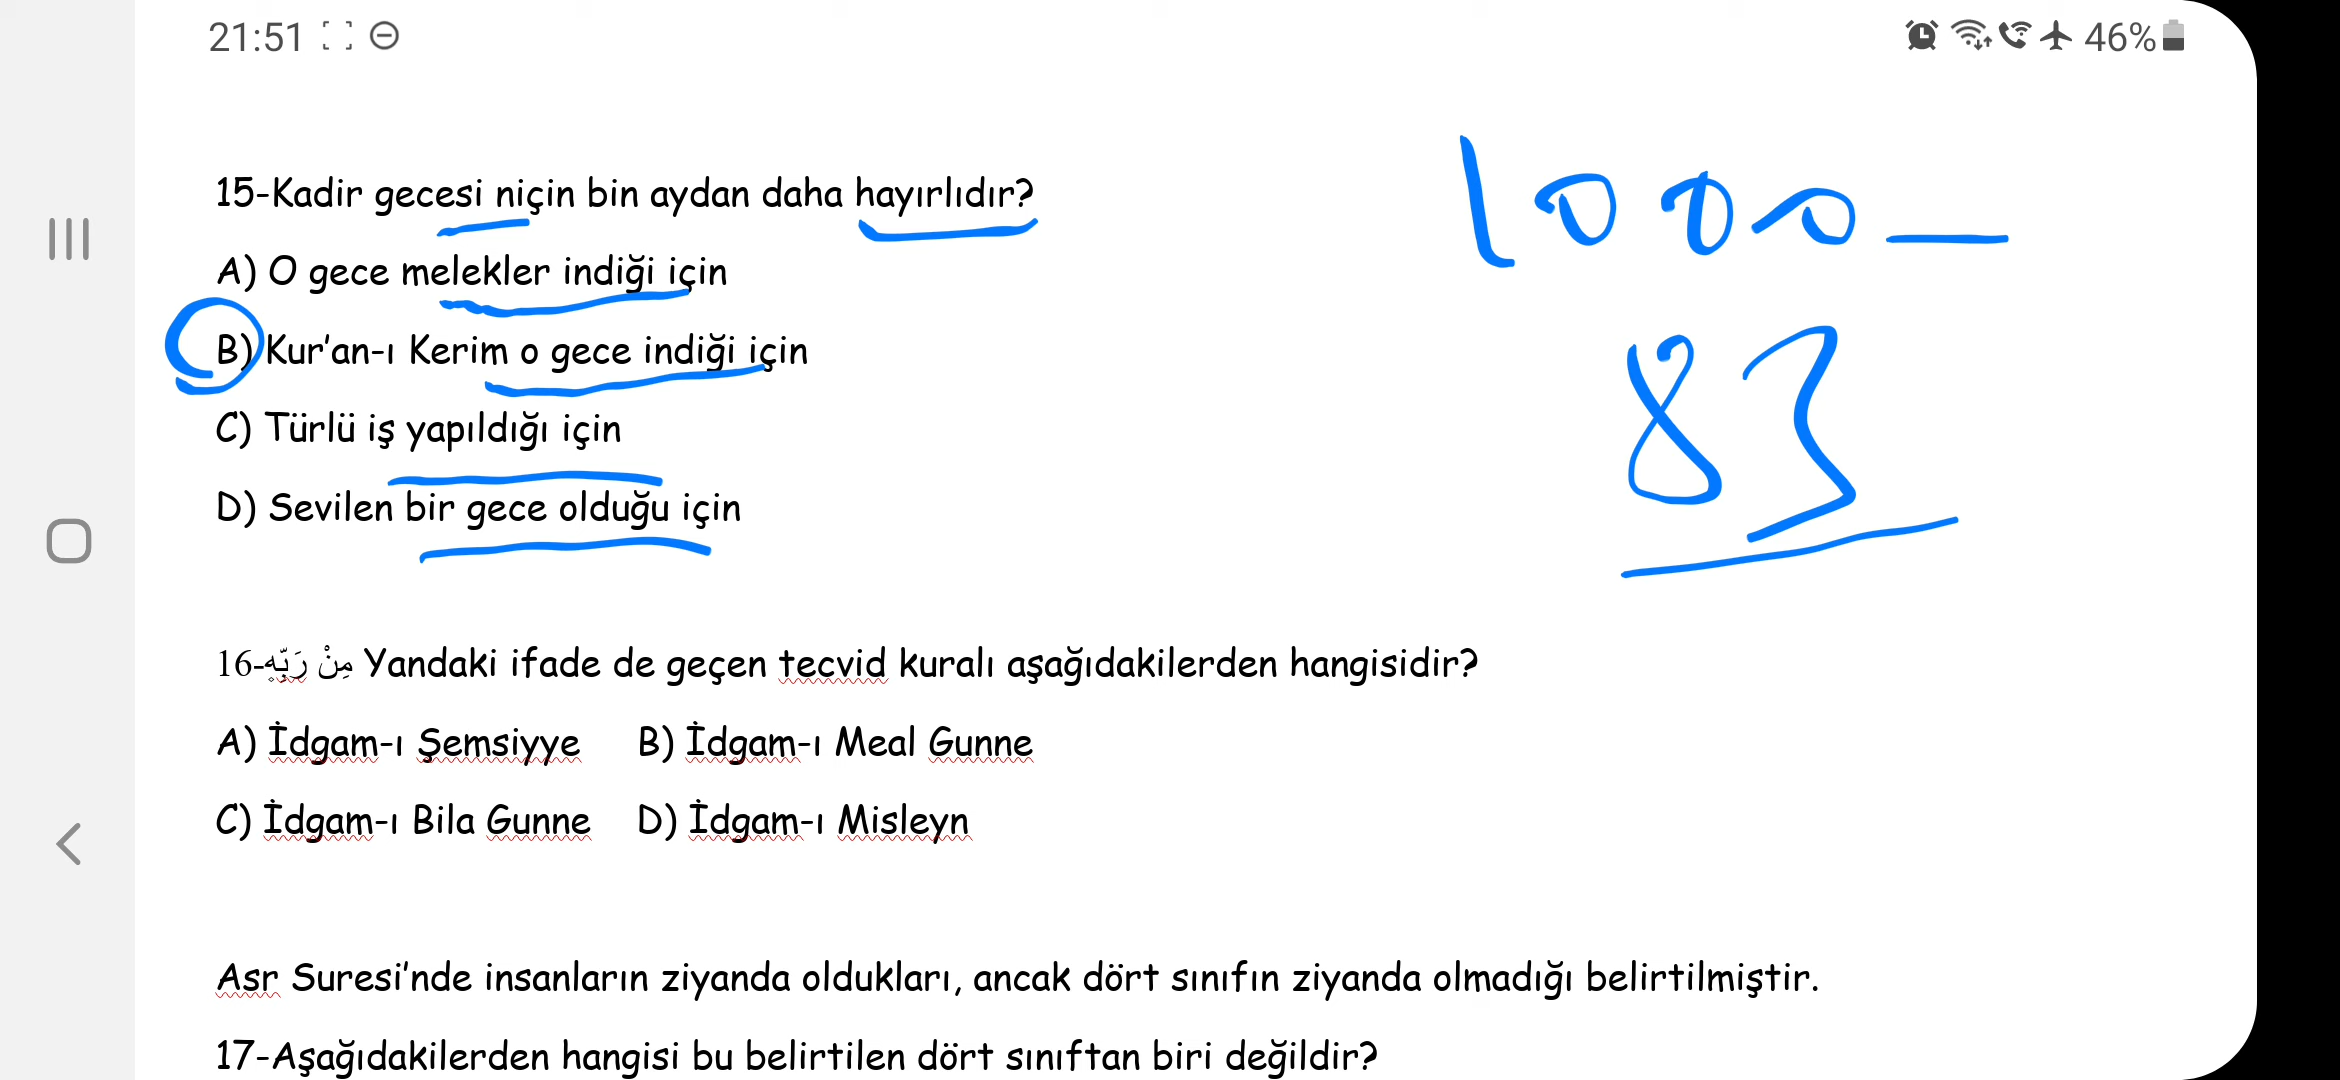 21:51
46%
1000
83
15-Kadir gecesi niçin bin aydan daha hayırlıdır?
A) O gece melekler indiği için
B) Kur'an-ı Kerim o gece indiği için
C) Türlü iş yapıldığı için
D) Sevilen bir gece olduğu için
16-مِنْ رَبِّهِ Yandaki ifade de geçen tecvid kuralı aşağıdakilerden hangisidir?
A) İdgam-ı Şemsiyye B) İdgam-ı Meal Gunne
C) İdgam-ı Bila Gunne D) İdgam-ı Misleyn
Asr Suresi'nde insanların ziyanda oldukları, ancak dört sınıfın ziyanda olmadığı belirtilmiştir.
17-Aşağıdakilerden hangisi bu belirtilen dört sınıftan biri değildir?